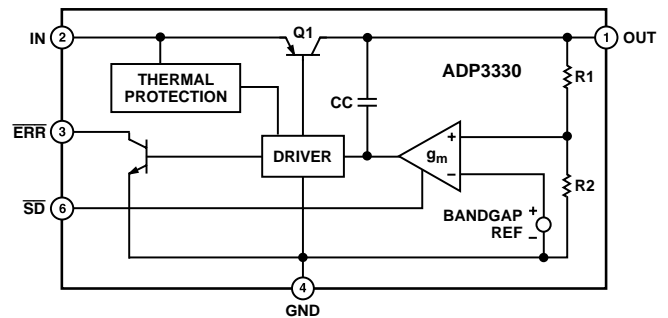 IN 2 Q1 1 OUT
THERMAL
PROTECTION
ADP3330
R1
CC
ERR 3
DRIVER
+
gm
−
R2
SD 6
BANDGAP
REF
+
−
4
GND